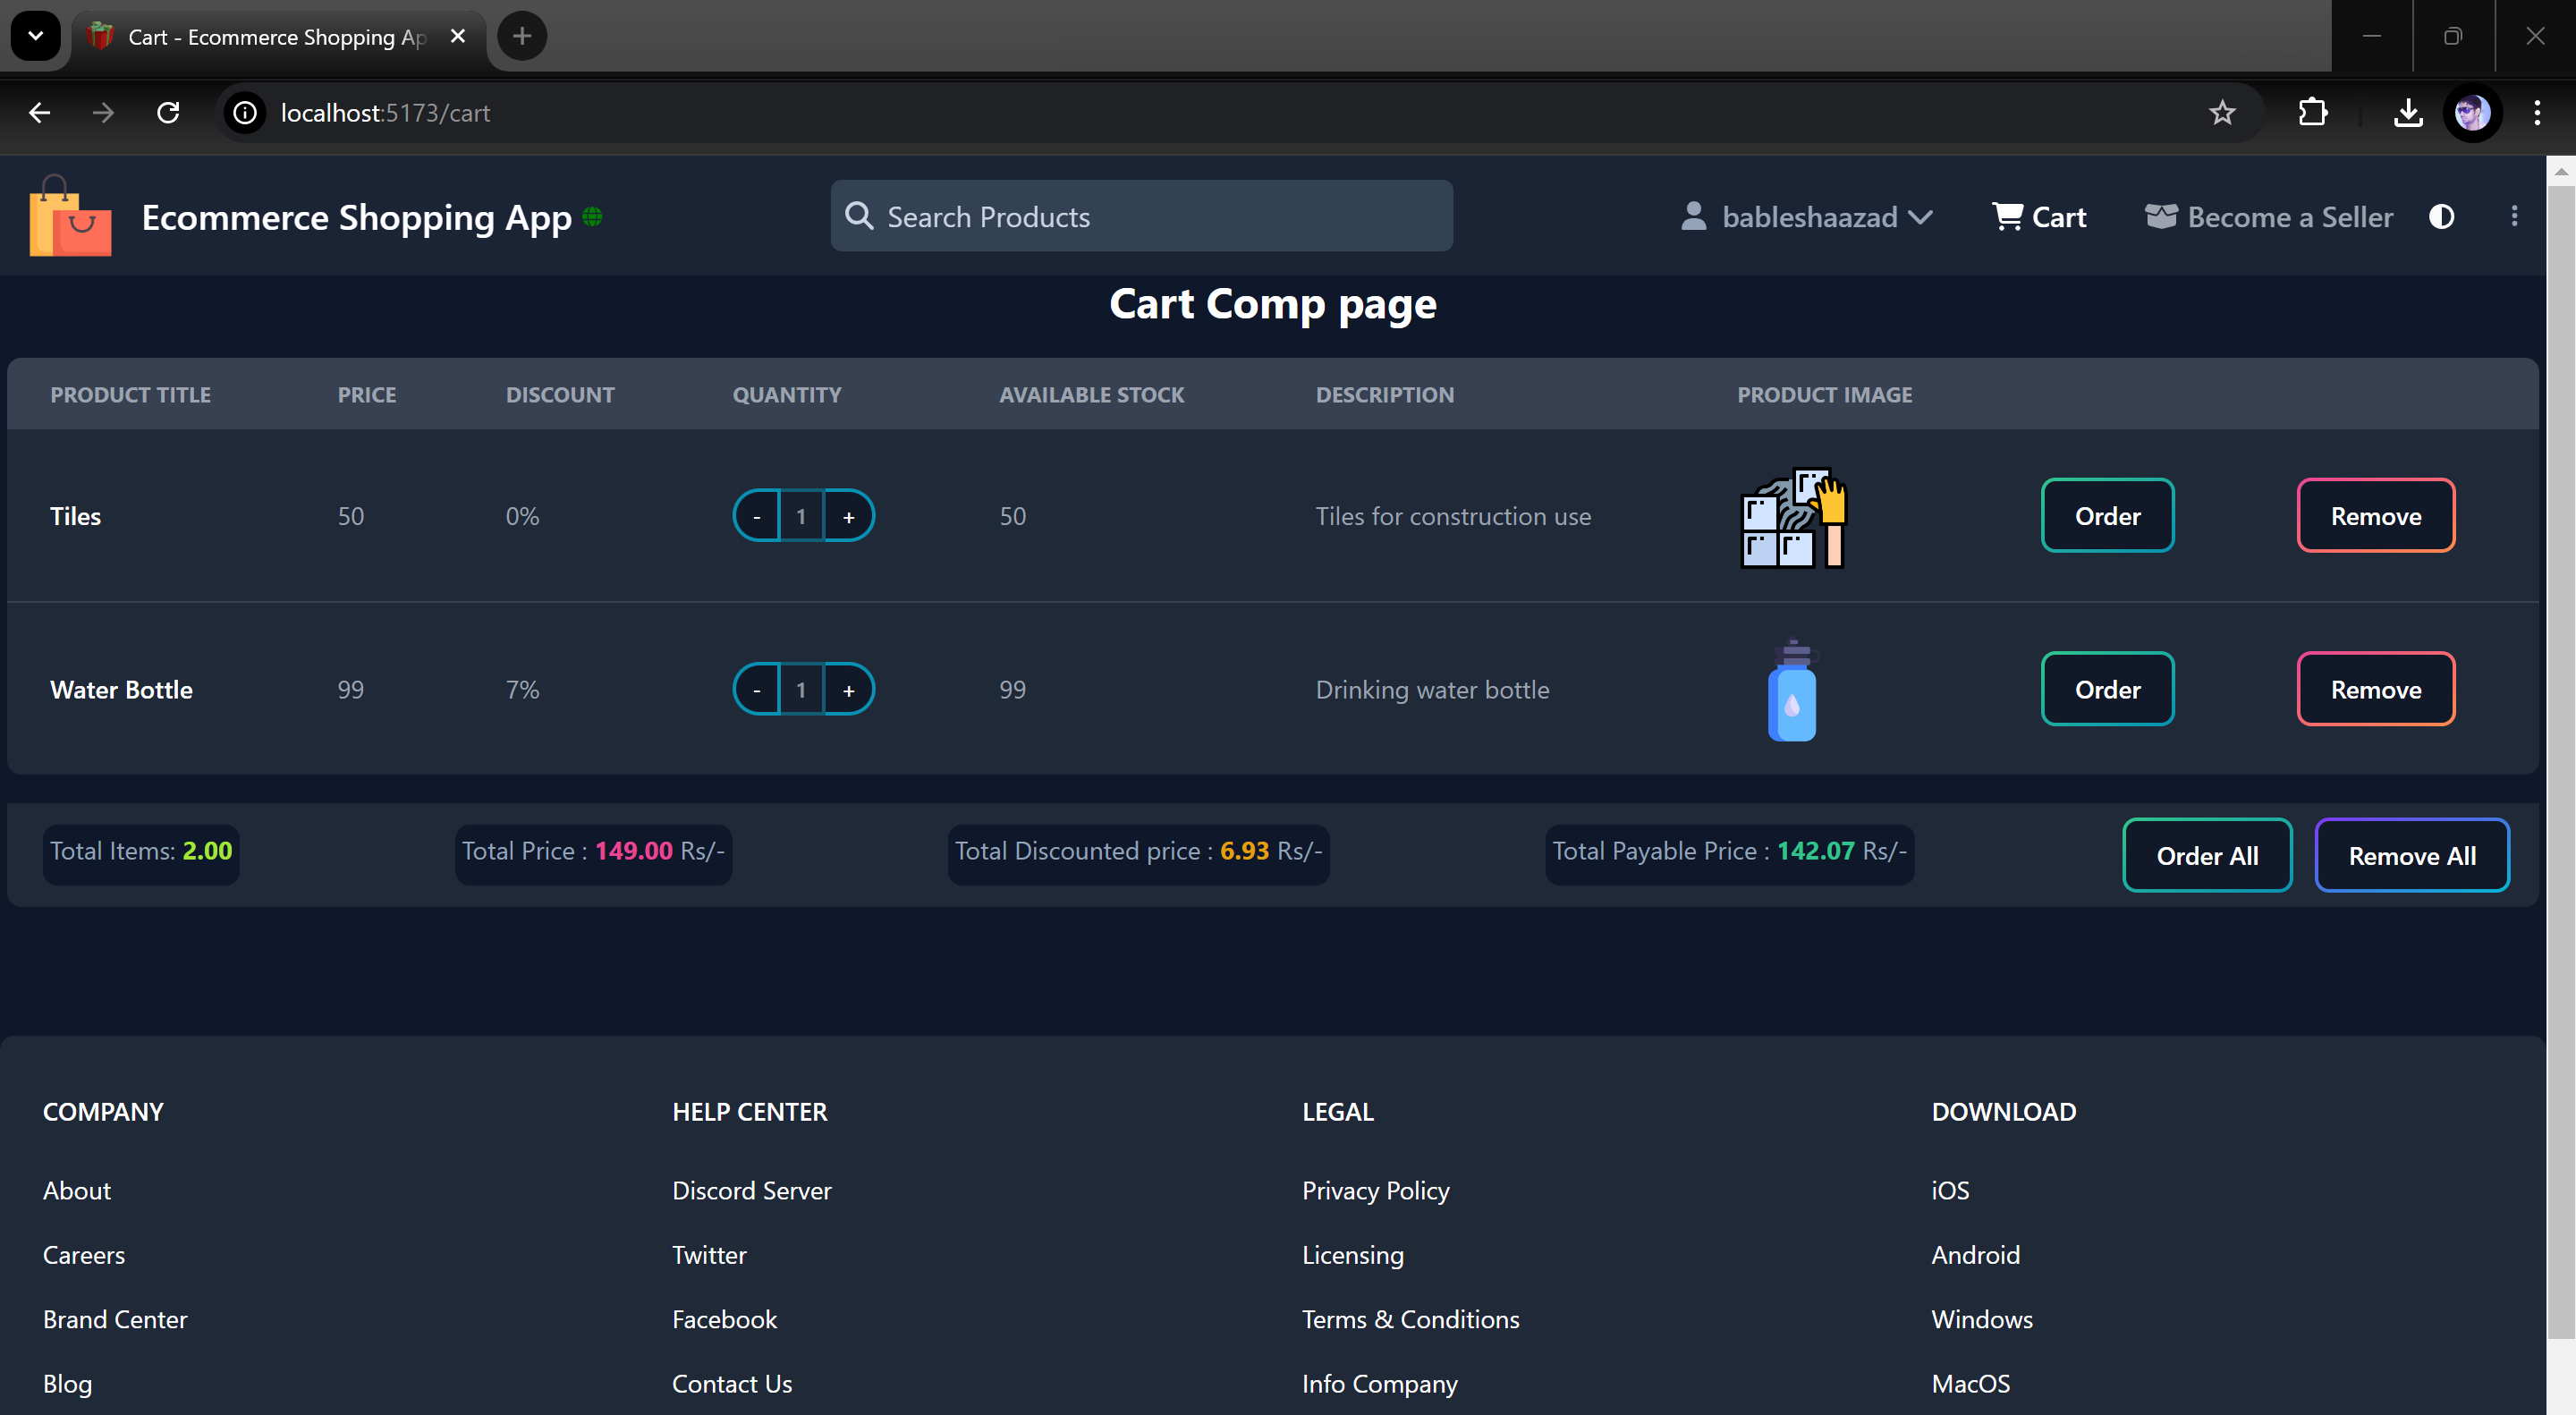 Cart - Ecommerce Shopping Ap
localhost:5173/cart
Ecommerce Shopping App
Search Products
bableshaazad
Cart
Become a Seller
Cart Comp page
PRODUCT TITLE PRICE DISCOUNT QUANTITY AVAILABLE STOCK DESCRIPTION PRODUCT IMAGE
Tiles 50 0% - 1 + 50 Tiles for construction use Order Remove
Water Bottle 99 7% - 1 + 99 Drinking water bottle Order Remove
Total Items: 2.00 Total Price : 149.00 Rs/- Total Discounted price : 6.93 Rs/- Total Payable Price : 142.07 Rs/- Order All Remove All
COMPANY HELP CENTER LEGAL DOWNLOAD
About Discord Server Privacy Policy iOS
Careers Twitter Licensing Android
Brand Center Facebook Terms & Conditions Windows
Blog Contact Us Info Company MacOS